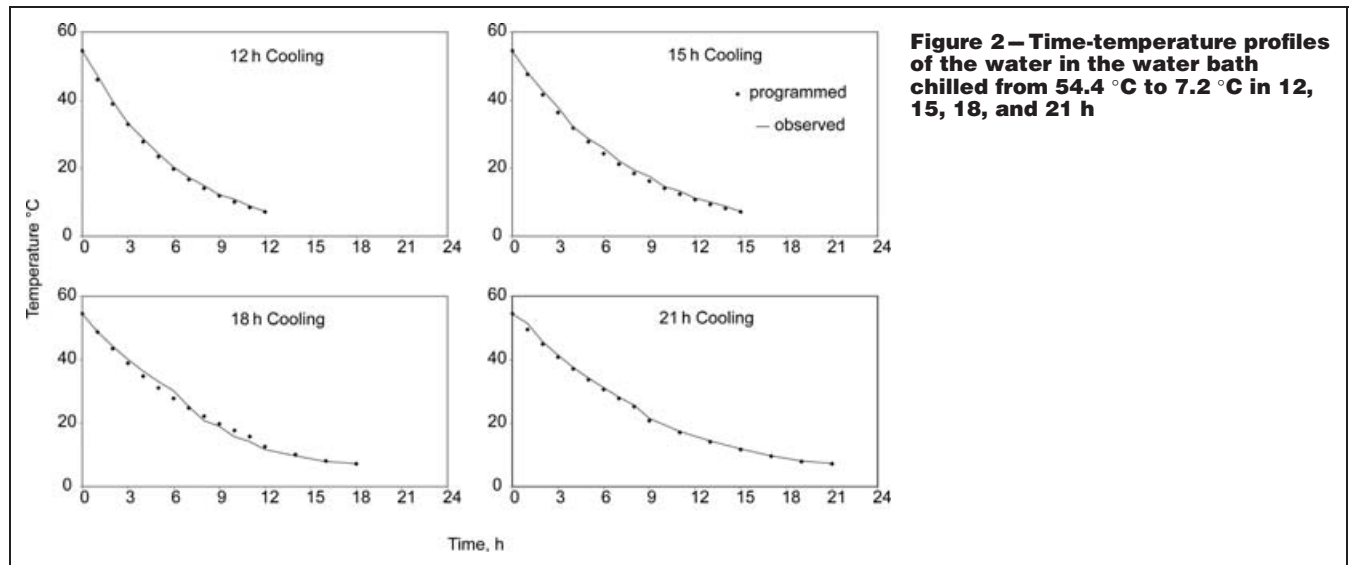 Figure 2—Time-temperature profiles
of the water in the water bath
chilled from 54.4 °C to 7.2 °C in 12,
15, 18, and 21 h
Temperature °C
60
40
20
0
12 h Cooling
0 3 6 9 12 15 18 21 24
60
40
20
0
15 h Cooling
• programmed
— observed
0 3 6 9 12 15 18 21 24
60
40
20
0
18 h Cooling
0 3 6 9 12 15 18 21 24
60
40
20
0
21 h Cooling
0 3 6 9 12 15 18 21 24
Time, h